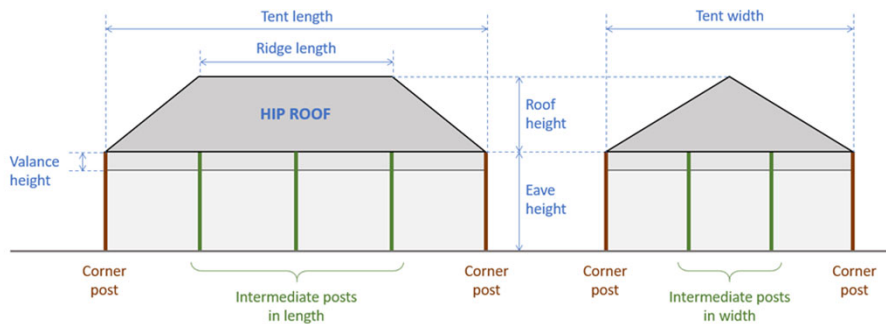 Tent length
Tent width
Ridge length
HIP ROOF
Roof
height
Valance
height
Eave
height
Corner
post
Intermediate posts
in length
Corner
post
Corner
post
Intermediate posts
in width
Corner
post